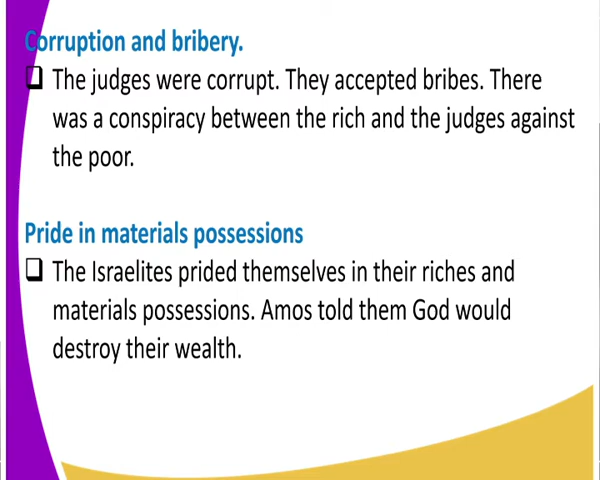 Corruption and bribery.
❑ The judges were corrupt. They accepted bribes. There
was a conspiracy between the rich and the judges against
the poor.
Pride in materials possessions
❑ The Israelites prided themselves in their riches and
materials possessions. Amos told them God would
destroy their wealth.